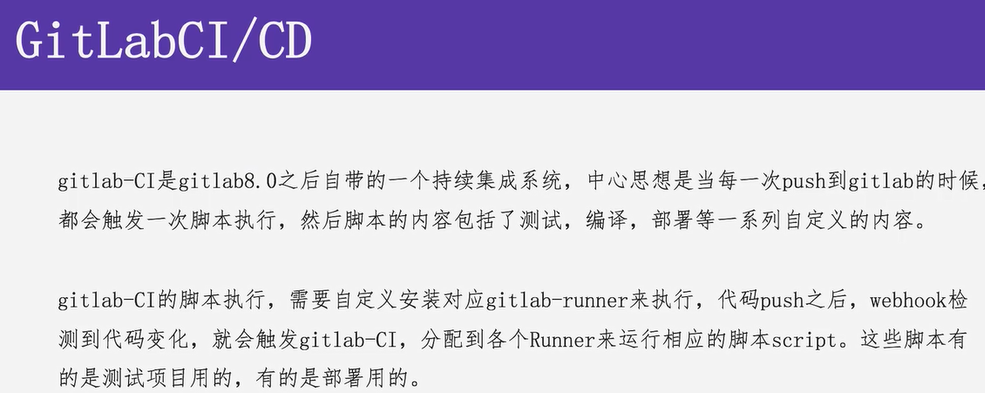 GitLabCI/CD
gitlab-CI是gitlab8.0之后自带的一个持续集成系统，中心思想是当每一次push到gitlab的时候，
都会触发一次脚本执行，然后脚本的内容包括了测试，编译，部署等一系列自定义的内容。
gitlab-CI的脚本执行，需要自定义安装对应gitlab-runner来执行，代码push之后，webhook检
测到代码变化，就会触发gitlab-CI，分配到各个Runner来运行相应的脚本script。这些脚本有
的是测试项目用的，有的是部署用的。